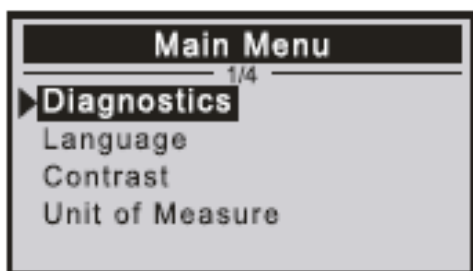 Main Menu
1/4
Diagnostics
Language
Contrast
Unit of Measure